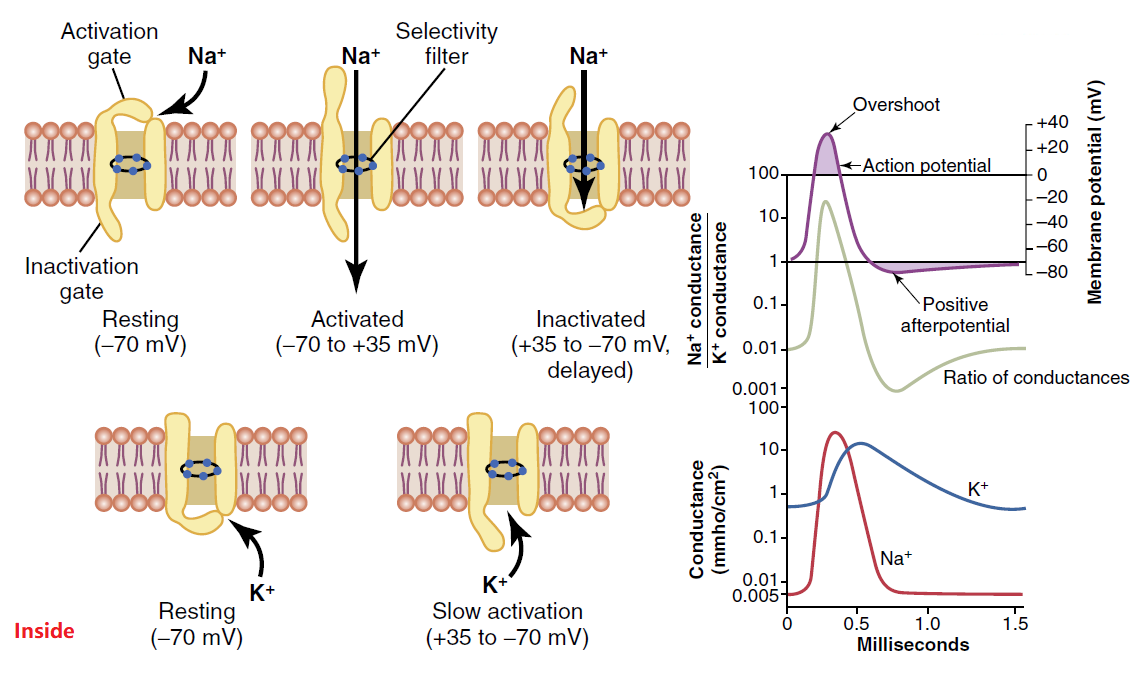 Activation
gate
Na⁺
Na⁺
Selectivity
filter
Na⁺
Inactivation
gate
Resting
(–70 mV)
Activated
(–70 to +35 mV)
Inactivated
(+35 to –70 mV,
delayed)
K⁺
Resting
(–70 mV)
K⁺
Slow activation
(+35 to –70 mV)
Inside
Overshoot
Action potential
Positive
afterpotential
Ratio of conductances
Na⁺ conductance
K⁺ conductance
100
10
1
0.1
0.01
0.001
+40
+20
0
–20
–40
–60
–80
Membrane potential (mV)
Conductance
(mmho/cm²)
100
10
1
0.1
0.01
0.005
K⁺
Na⁺
0
0.5
1.0
1.5
Milliseconds